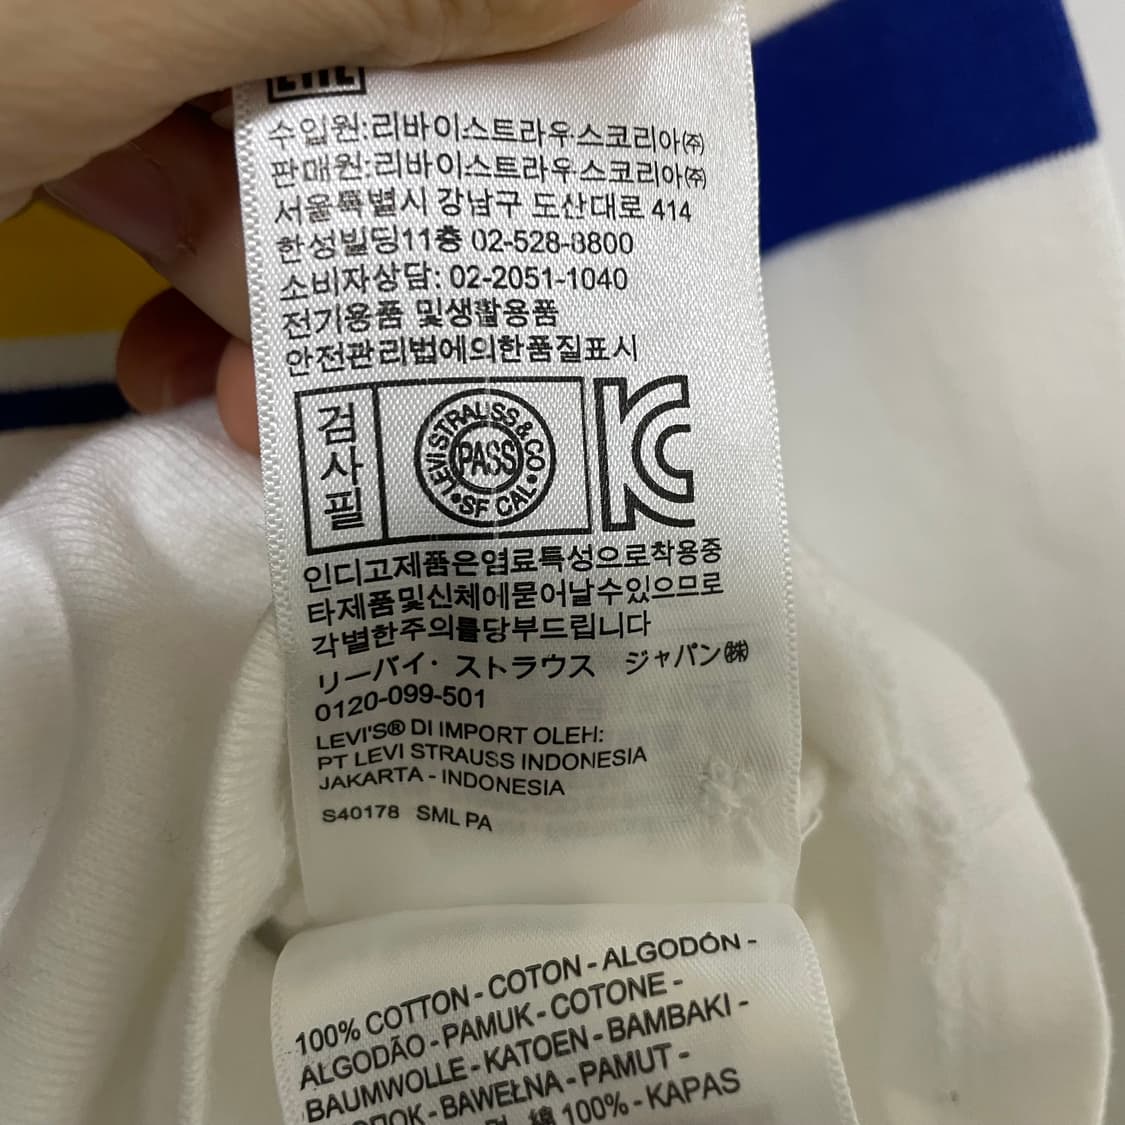 EAC
수입원:리바이스트라우스코리아㈜
판매원:리바이스트라우스코리아㈜
서울특별시 강남구 도산대로 414
한성빌딩11층 02-528-8800
소비자상담: 02-2051-1040
전기용품 및생활용품
안전관리법에의한품질표시
검사필
LEVI STRAUSS & CO
PASS
SF CAL
KC
인디고제품은염료특성으로착용중
타제품및신체에묻어날수있으므로
각별한주의를당부드립니다
リーバイ・ストラウス ジャパン㈱
0120-099-501
LEVI'S® DI IMPORT OLEH:
PT LEVI STRAUSS INDONESIA
JAKARTA - INDONESIA
S40178 SML PA
100% COTTON - COTON - ALGODÓN -
ALGODÃO - PAMUK - COTONE -
BAUMWOLLE - KATOEN - BAMBAKI -
BAWEŁNA - PAMUT -
綿 100% - KAPAS